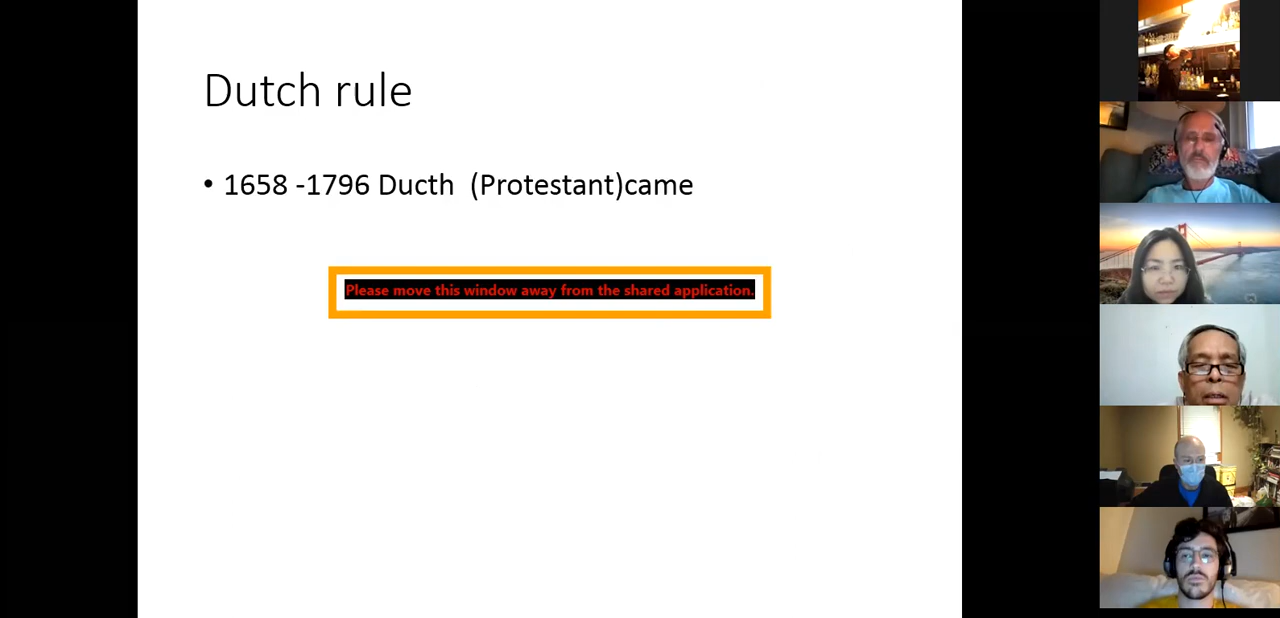 Dutch rule
• 1658 -1796 Ducth  (Protestant)came
Please move this window away from the shared application.